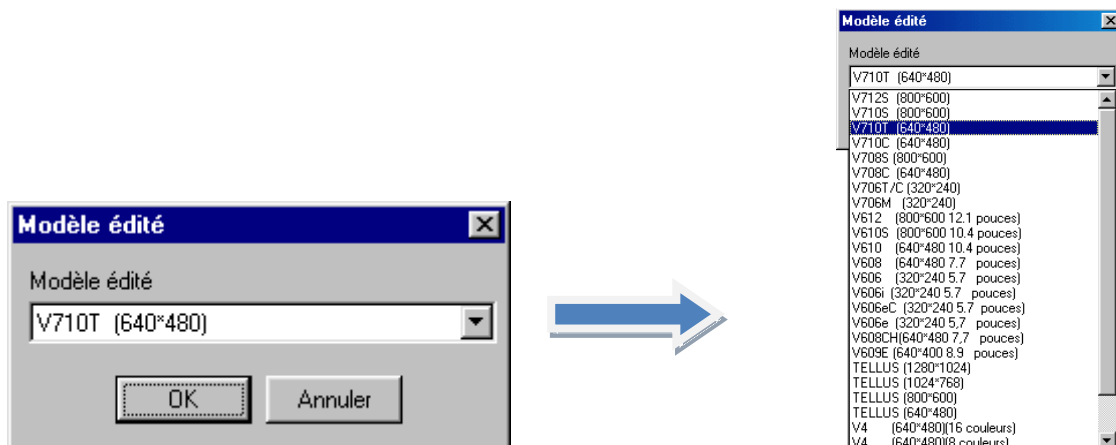 Modèle édité
Modèle édité
V710T (640*480)
OK
Annuler
Modèle édité
Modèle édité
V710T (640*480)
V712S (800*600)
V710S (800*600)
V710T (640*480)
V710C (640*480)
V708S (800*600)
V708C (640*480)
V706T/C (320*240)
V706M (320*240)
V612 (800*600 12.1 pouces)
V610S (800*600 10.4 pouces)
V610 (640*480 10.4 pouces)
V608 (640*480 7.7 pouces)
V606 (320*240 5.7 pouces)
V606i (320*240 5.7 pouces)
V606eC (320*240 5.7 pouces)
V606e (320*240 5,7 pouces)
V608CH(640*480 7,7 pouces)
V609E (640*400 8.9 pouces)
TELLUS (1280*1024)
TELLUS (1024*768)
TELLUS (800*600)
TELLUS (640*480)
V4 (640*480)(16 couleurs)
V4 (640*480)(8 couleurs)